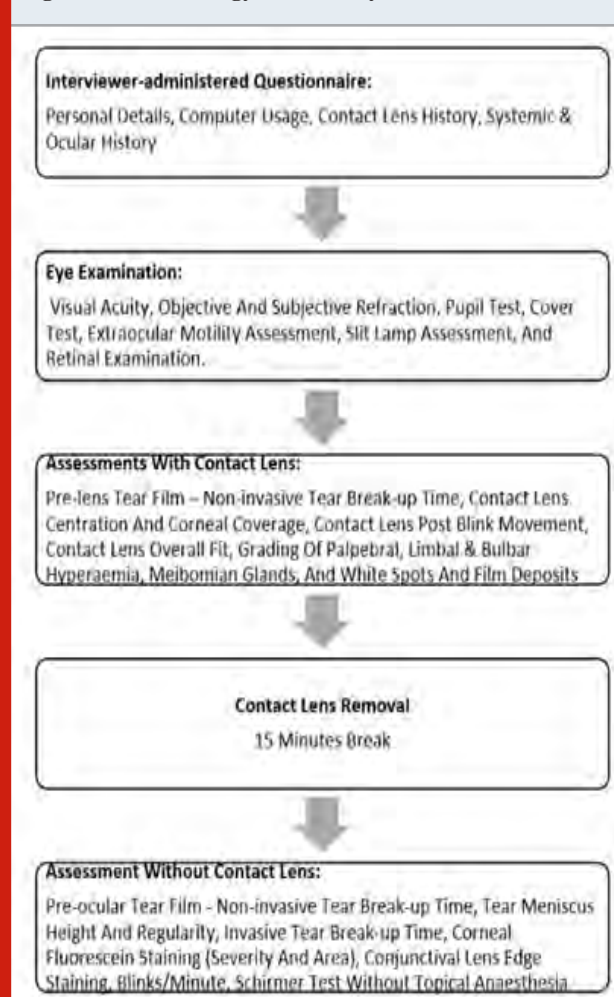 Interviewer-administered Questionnaire:
Personal Details, Computer Usage, Contact Lens History, Systemic &
Ocular History
Eye Examination:
Visual Acuity, Objective And Subjective Refraction, Pupil Test, Cover
Test, Extraocular Motility Assessment, Slit Lamp Assessment, And
Retinal Examination.
Assessments With Contact Lens:
Pre-lens Tear Film – Non-invasive Tear Break-up Time, Contact Lens
Centration And Corneal Coverage, Contact Lens Post Blink Movement,
Contact Lens Overall Fit, Grading Of Palpebral, Limbal & Bulbar
Hyperaemia, Meibomian Glands, And White Spots And Film Deposits
Contact Lens Removal
15 Minutes Break
Assessment Without Contact Lens:
Pre-ocular Tear Film - Non-invasive Tear Break-up Time, Tear Meniscus
Height And Regularity, Invasive Tear Break-up Time, Corneal
Fluorescein Staining (Severity And Area), Conjunctival Lens Edge
Staining, Blinks/Minute, Schirmer Test Without Topical Anaesthesia